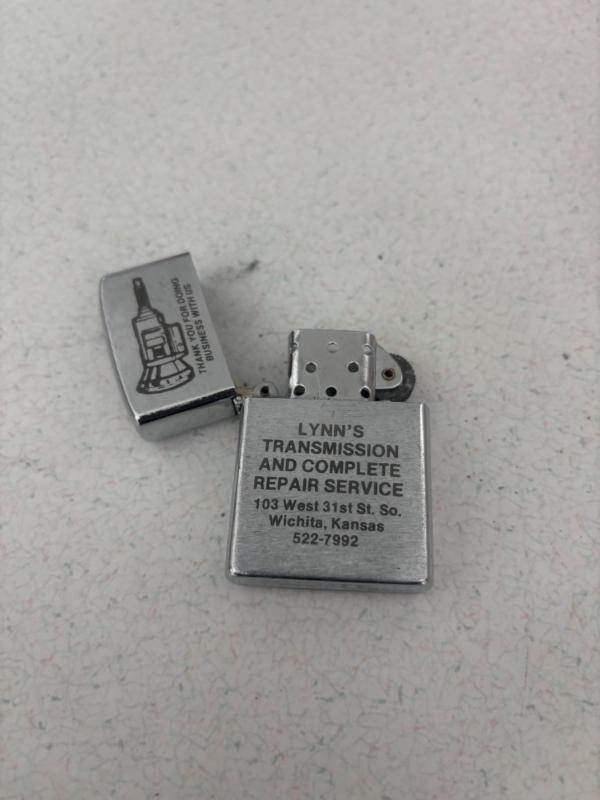 THANK YOU FOR DOING
BUSINESS WITH US
LYNN'S
TRANSMISSION
AND COMPLETE
REPAIR SERVICE
103 West 31st St. So.
Wichita, Kansas
522-7992